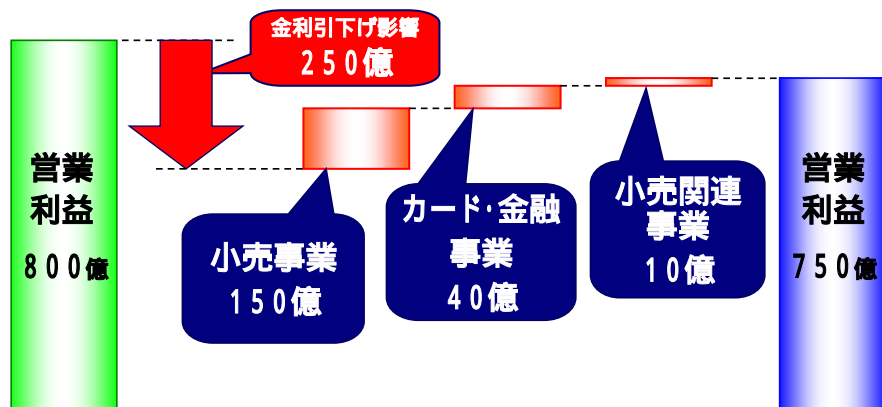 金利引下げ影響
２５０億
営業
利益
８００億
小売事業
１５０億
カード・金融
事業
４０億
小売関連
事業
１０億
営業
利益
７５０億